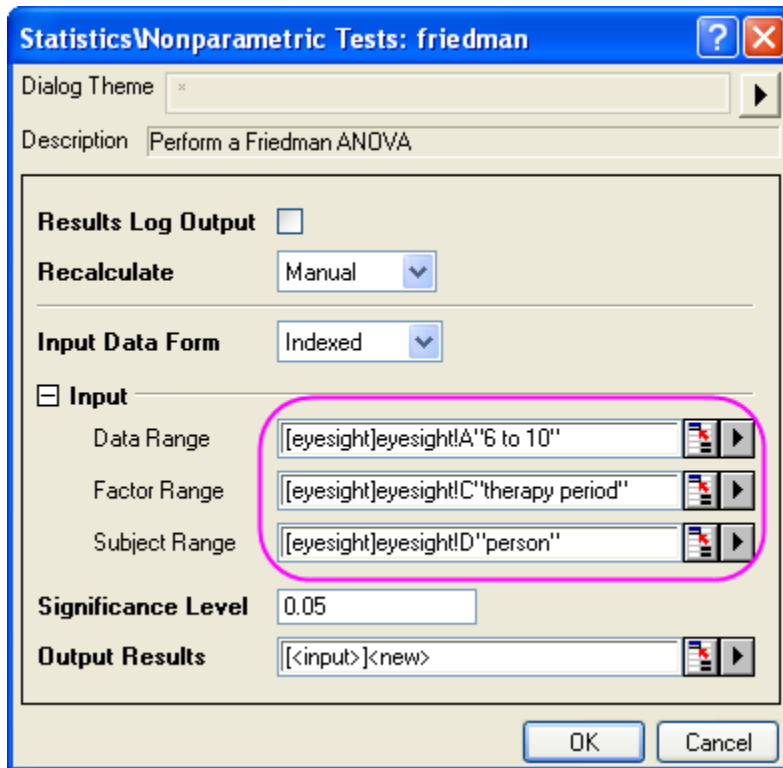 Statistics\Nonparametric Tests: friedman
Dialog Theme *
Description Perform a Friedman ANOVA
Results Log Output
Recalculate Manual
Input Data Form Indexed
Input
Data Range [eyesight]eyesight!A"6 to 10"
Factor Range [eyesight]eyesight!C"therapy period"
Subject Range [eyesight]eyesight!D"person"
Significance Level 0.05
Output Results [<input>]<new>
OK Cancel